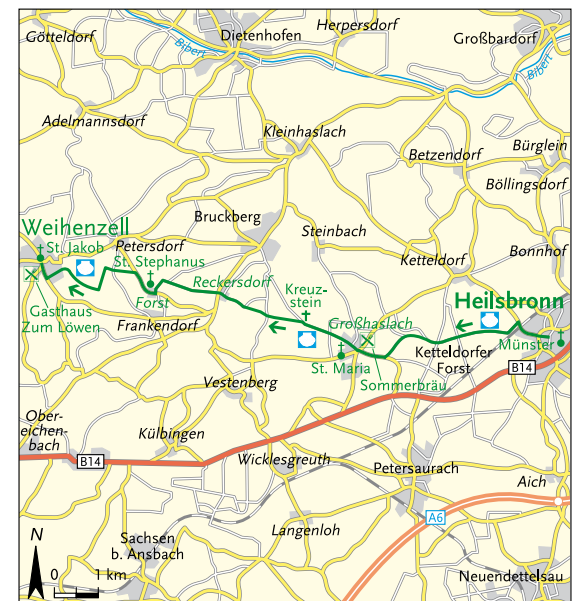 Herpersdorf
Götteldorf
Dietenhofen
Großbardorf
Bibert
Bibert
Adelmannsdorf
Kleinhaslach
Bürglein
Betzendorf
Böllingsdorf
Bruckberg
Weihenzell
Steinbach
St. Jakob
Petersdorf
Bonnhof
St. Stephanus
Ketteldorf
Reckersdorf
Kreuz-
stein
Forst
Heilsbronn
Gasthaus
Zum Löwen
Frankendorf
Großhaslach
Münster
Ketteldorfer
Forst
St. Maria
B14
Vestenberg
Sommerbräu
Ober-
eichen-
bach
Külbingen
B14
Wicklesgreuth
Petersaurach
Aich
A6
N
Sachsen
b. Ansbach
Langenloh
0 1 km
Neuendettelsau